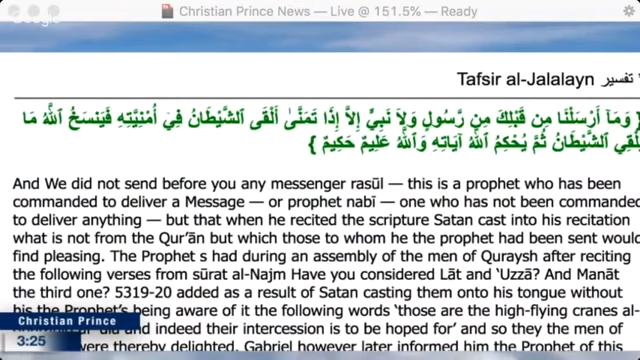 Christian Prince News — Live @ 151.5% — Ready
Google
Tafsir al-Jalalayn تفسير
وَمَآ أَرْسَلْنَا مِن قَبْلِكَ مِن رَّسُولٍ وَلاَ نَبِيٍّ إِلاَّ إِذَا تَمَنَّىٰ أَلْقَى ٱلشَّيْطَانُ فِيۤ أُمْنِيَّتِهِ فَيَنسَخُ ٱللَّهُ مَا
يُلْقِي ٱلشَّيْطَانُ ثُمَّ يُحْكِمُ ٱللَّهُ آيَاتِهِ وَٱللَّهُ عَلِيمٌ حَكِيمٌ }
And We did not send before you any messenger rasūl — this is a prophet who has been
commanded to deliver a Message — or prophet nabī — one who has not been commanded
to deliver anything — but that when he recited the scripture Satan cast into his recitation
what is not from the Qur'ān but which those to whom he the prophet had been sent would
find pleasing. The Prophet s had during an assembly of the men of Quraysh after reciting
the following verses from sūrat al-Najm Have you considered Lāt and 'Uzzā? And Manāt
the third one? 5319-20 added as a result of Satan casting them onto his tongue without
his the Prophet's being aware of it the following words 'those are the high-flying cranes al-
and indeed their intercession is to be hoped for' and so they the men of
were thereby delighted. Gabriel however later informed him the Prophet of this
Christian Prince
3:25